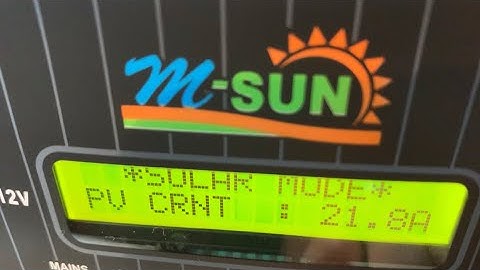 M-SUN
*SOLAR MODE*
12V
PV CRNT : 21.8A
MAINS